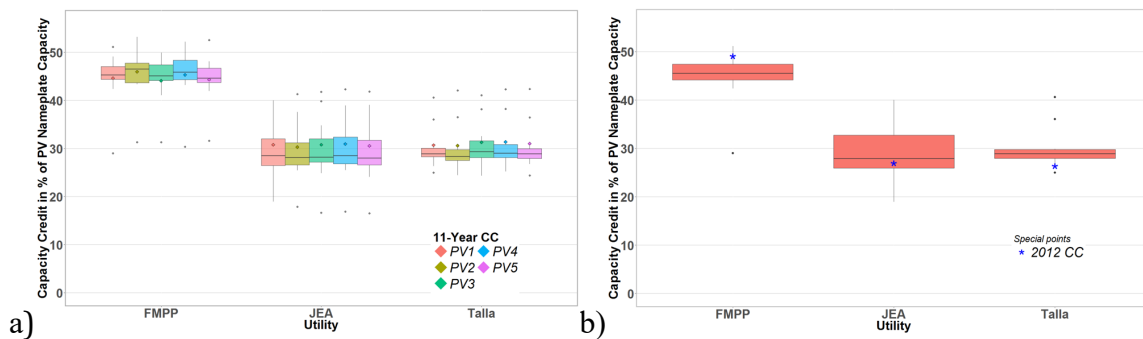 Capacity Credit in % of PV Nameplate Capacity
50
40
30
20
10
0
11-Year CC
PV1 PV4
PV2 PV5
PV3
FMPP JEA Talla
Utility
a)
Capacity Credit in % of PV Nameplate Capacity
50
40
30
20
10
0
Special points
2012 CC
FMPP JEA Talla
Utility
b)